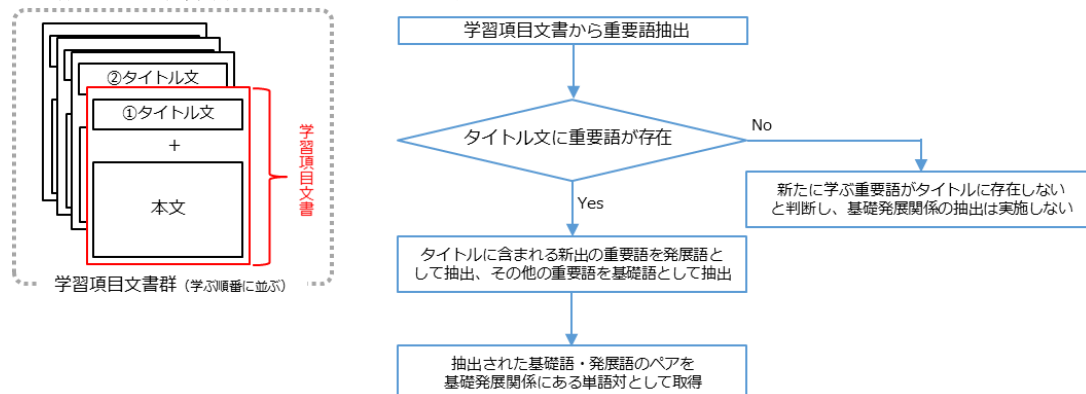 ②タイトル文
①タイトル文
+
本文
学習項目文書
学習項目文書群（学ぶ順番に並ぶ）
学習項目文書から重要語抽出
タイトル文に重要語が存在
No
Yes
新たに学ぶ重要語がタイトルに存在しない
と判断し、基礎発展関係の抽出は実施しない
タイトルに含まれる新出の重要語を発展語と
して抽出、その他の重要語を基礎語として抽出
抽出された基礎語・発展語のペアを
基礎発展関係にある単語対として取得